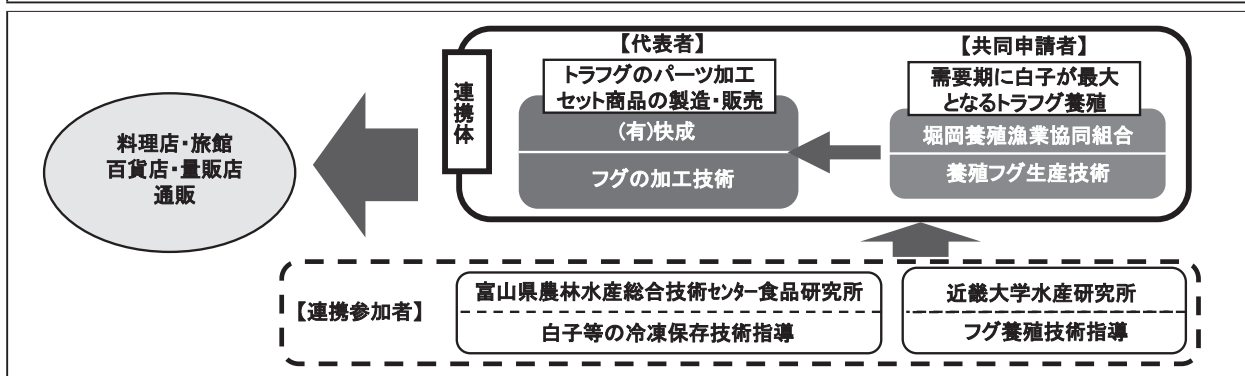 【代表者】
トラフグのパーツ加工
セット商品の製造・販売
(有)快成
フグの加工技術
【共同申請者】
需要期に白子が最大
となるトラフグ養殖
堀岡養殖漁業協同組合
養殖フグ生産技術
連携体
料理店・旅館
百貨店・量販店
通販
【連携参加者】
富山県農林水産総合技術センター食品研究所
白子等の冷凍保存技術指導
近畿大学水産研究所
フグ養殖技術指導